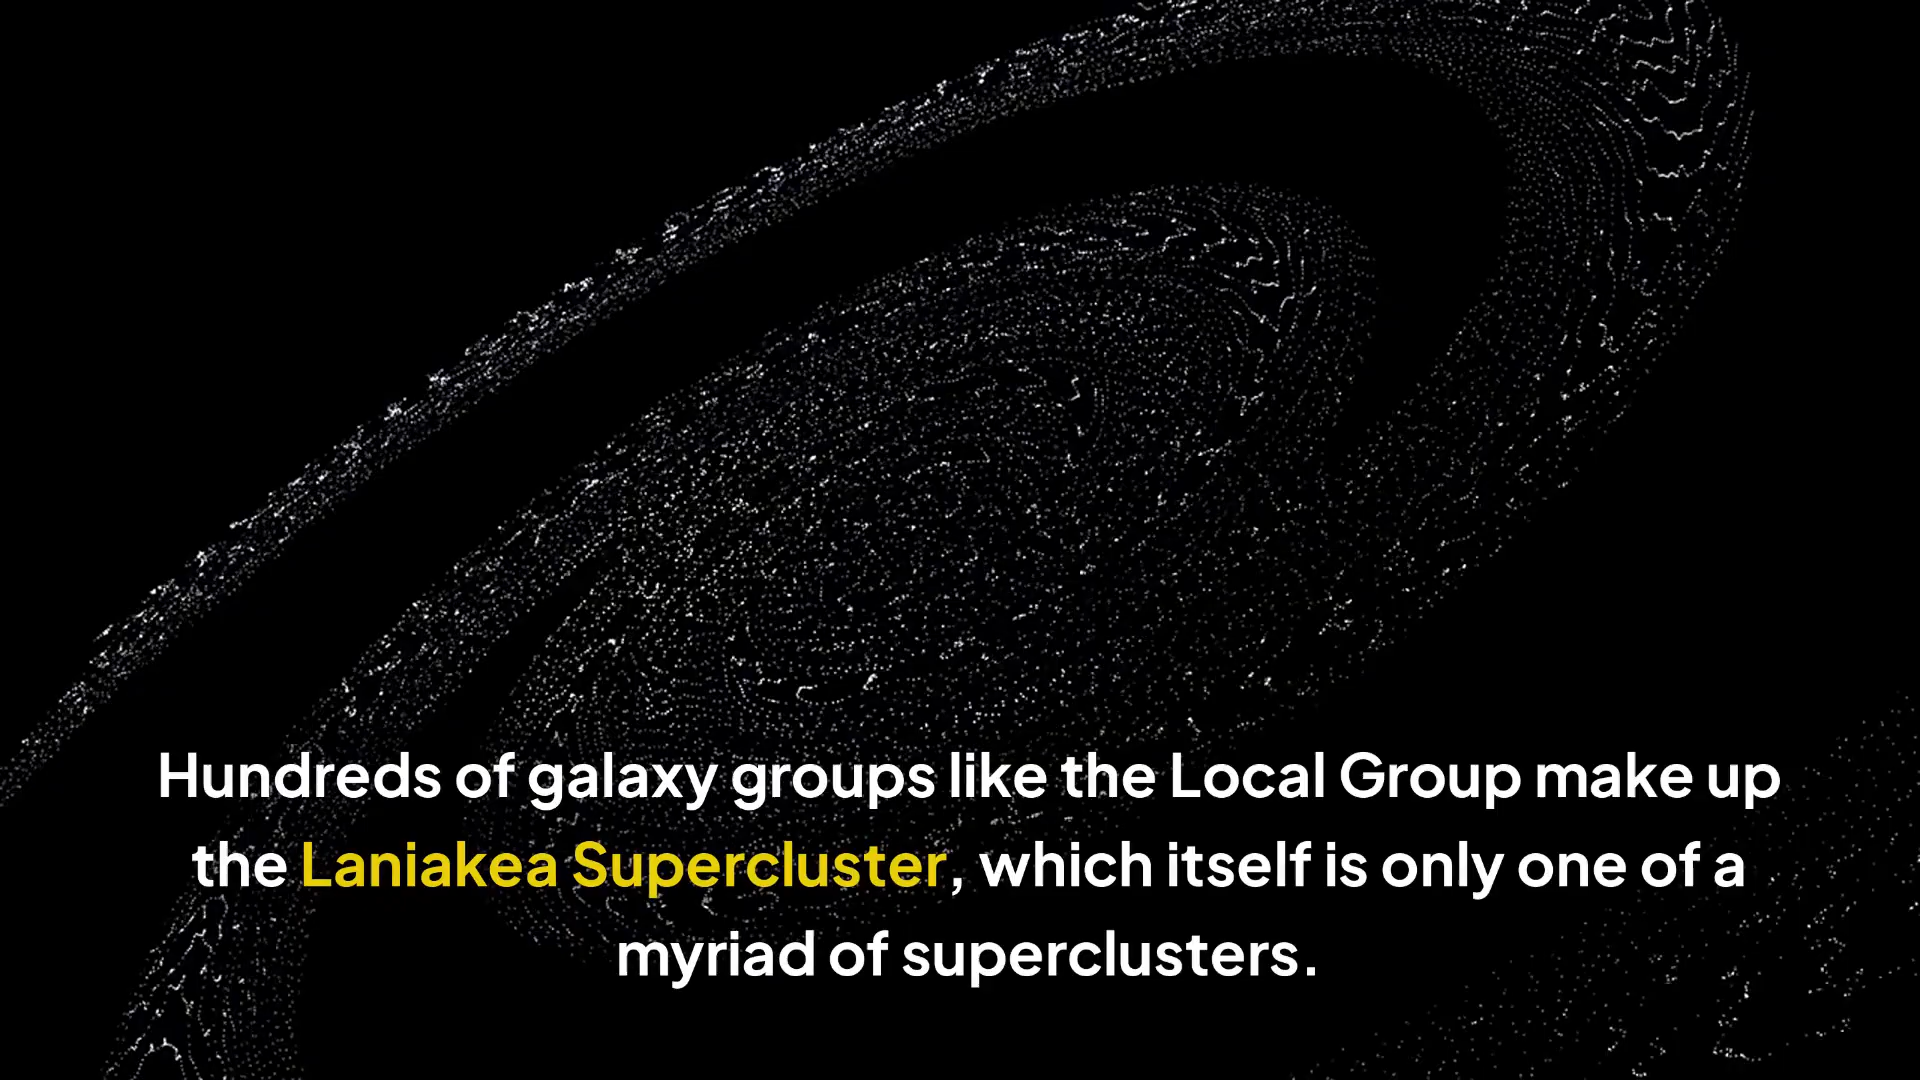 Hundreds of galaxy groups like the Local Group make up
the Laniakea Supercluster, which itself is only one of a
myriad of superclusters.